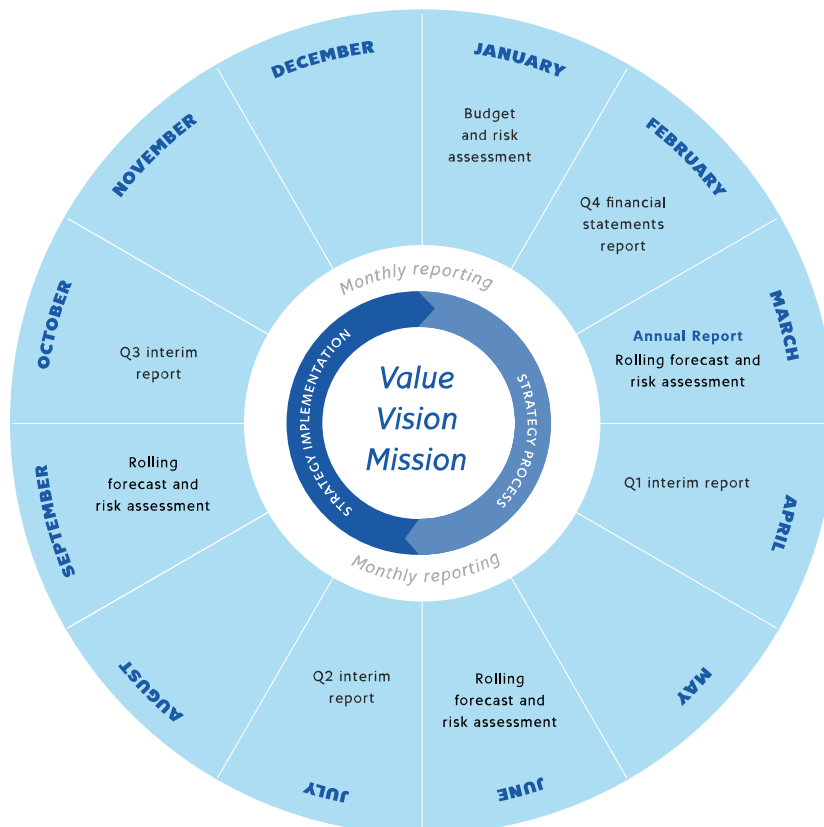 JANUARY
Budget
and risk
assessment
FEBRUARY
Q4 financial
statements
report
MARCH
Annual Report
Rolling forecast and
risk assessment
APRIL
Q1 interim report
MAY
JUNE
Rolling
forecast and
risk assessment
JULY
Q2 interim
report
AUGUST
SEPTEMBER
Rolling
forecast and
risk assessment
OCTOBER
Q3 interim
report
NOVEMBER
DECEMBER
Monthly reporting
STRATEGY PROCESS
STRATEGY IMPLEMENTATION
Value
Vision
Mission
Monthly reporting